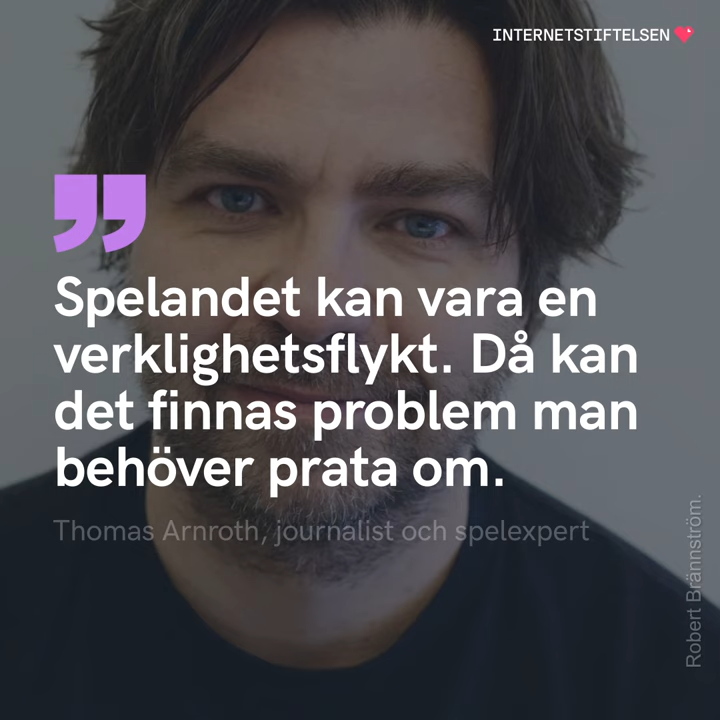 INTERNETSTIFTELSEN
Spelandet kan vara en
verklighetsflykt. Då kan
det finnas problem man
behöver prata om.
Thomas Arnroth, journalist och spelexpert
Robert Brännström.